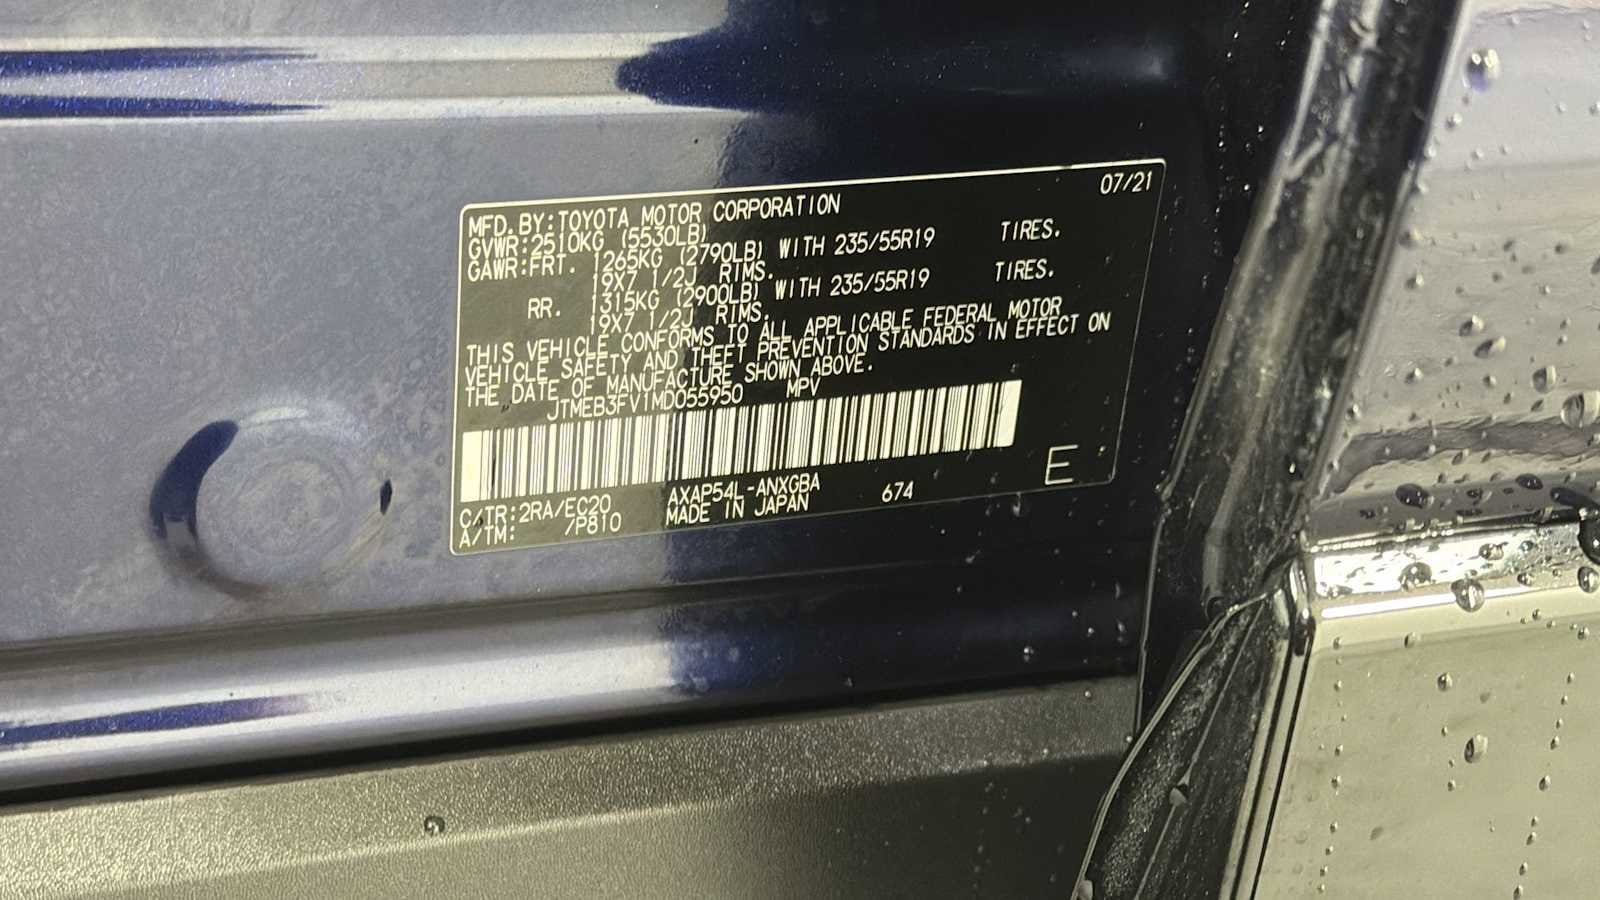 07/21
MFD.BY:TOYOTA MOTOR CORPORATION
GVWR:2510KG (5530LB)
GAWR:FRT. 1265KG (2790LB) WITH 235/55R19 TIRES.
19X7 1/2J RIMS.
RR. 1315KG (2900LB) WITH 235/55R19 TIRES.
19X7 1/2J RIMS.
THIS VEHICLE CONFORMS TO ALL APPLICABLE FEDERAL MOTOR
VEHICLE SAFETY AND THEFT PREVENTION STANDARDS IN EFFECT ON
THE DATE OF MANUFACTURE SHOWN ABOVE.
JTMEB3FV1MD055950 MPV
E
C/TR:2RA/EC20 AXAP54L-ANXGBA 674
A/TM: /P810 MADE IN JAPAN